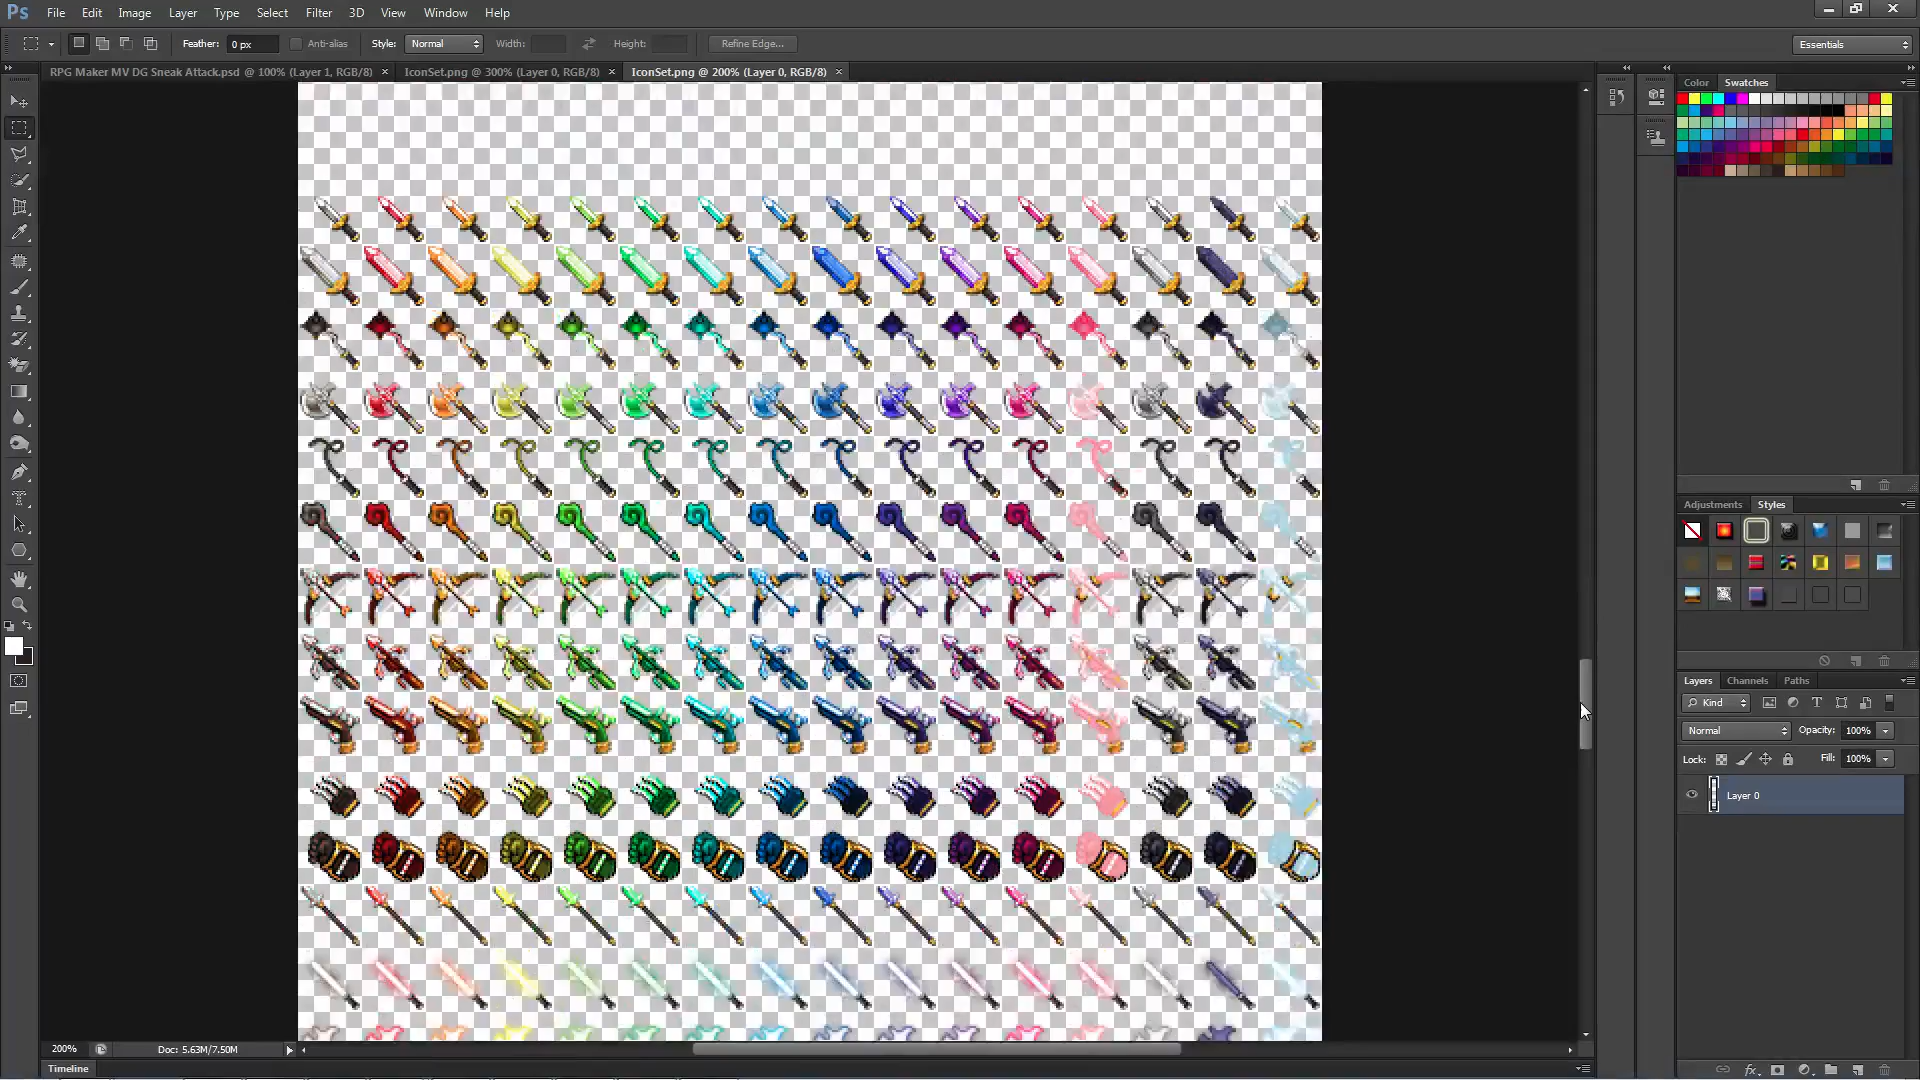 Ps File Edit Image Layer Type Select Filter 3D View Window Help
Feather: 0 px Anti-alias Style: Normal Width: Height: Refine Edge... Essentials
RPG Maker MV DG Sneak Attack.psd @ 100% (Layer 1, RGB/8) × IconSet.png @ 300% (Layer 0, RGB/8) × IconSet.png @ 200% (Layer 0, RGB/8) ×
Color Swatches
Adjustments Styles
Layers Channels Paths
Kind
Normal Opacity: 100%
Lock: Fill: 100%
Layer 0
200% Doc: 5.63M/7.50M
Timeline